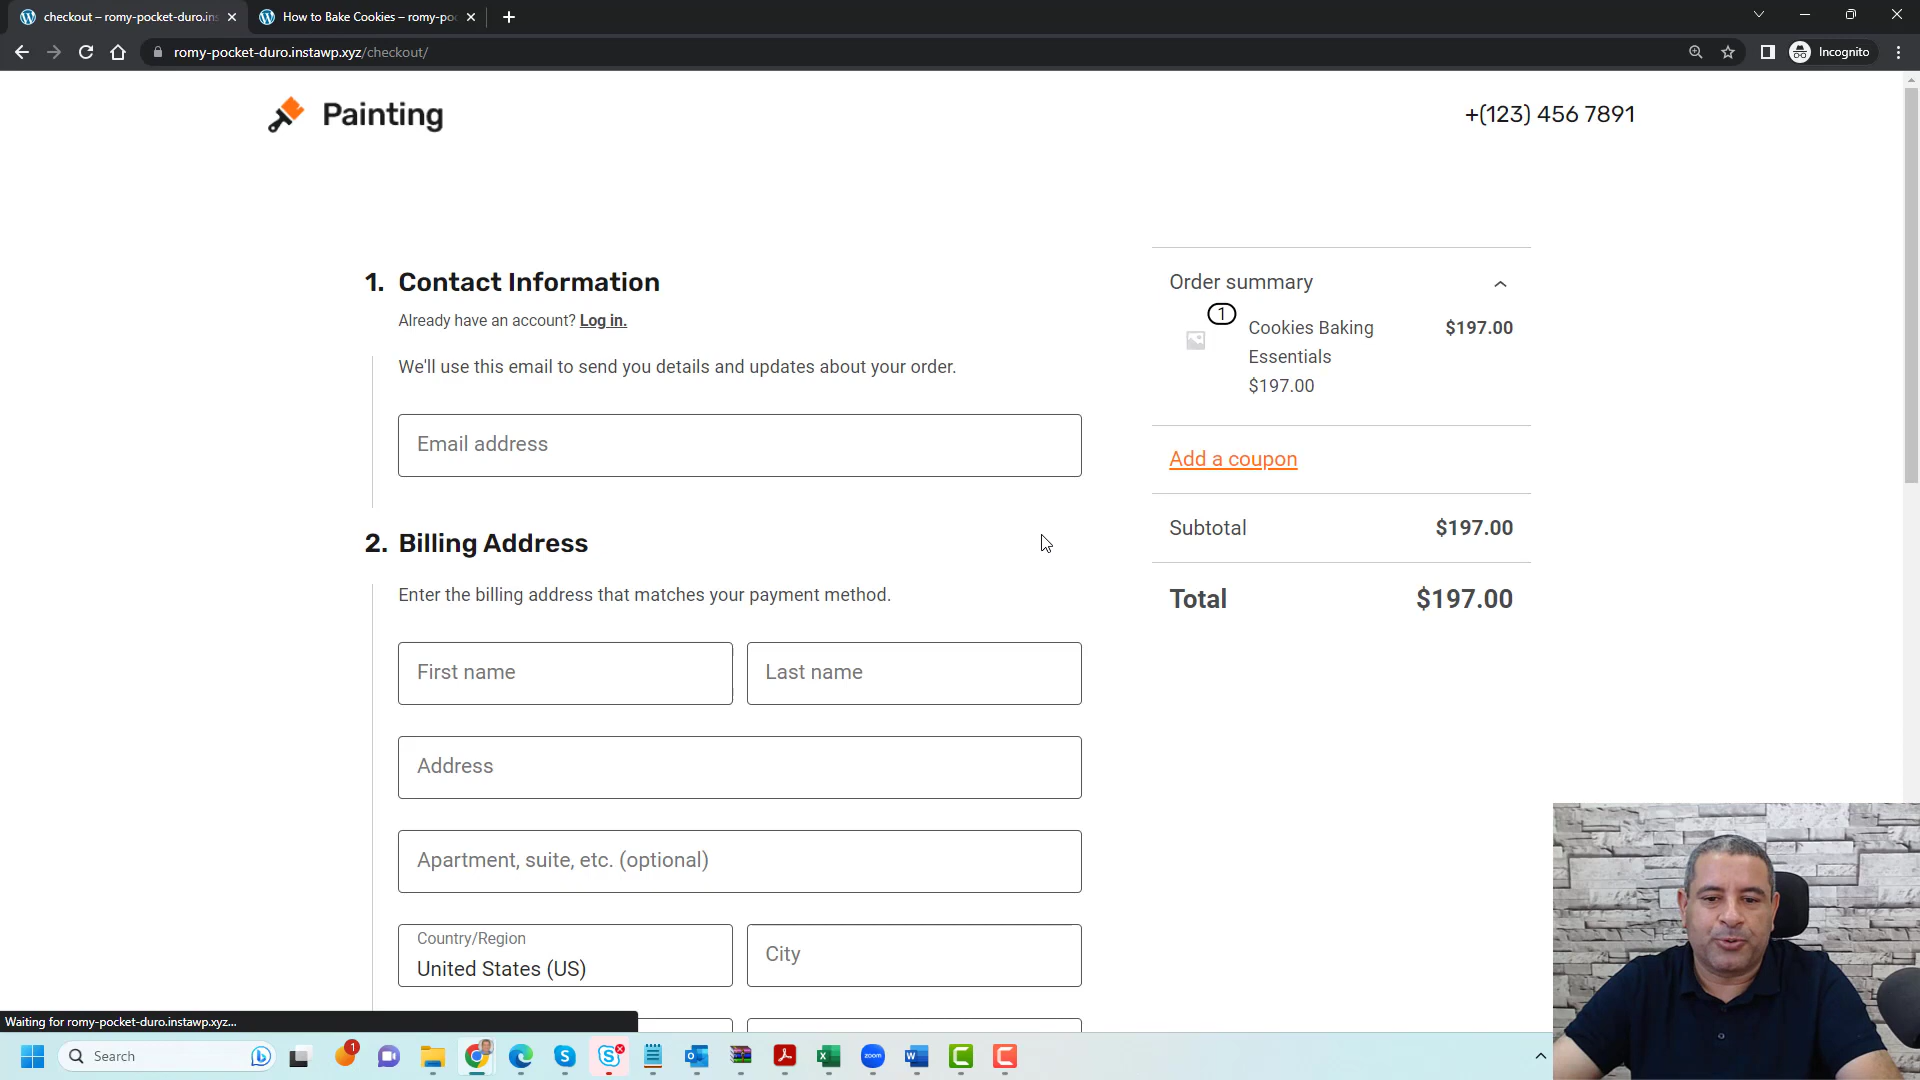 checkout – romy-pocket-duro.ins
How to Bake Cookies – romy-po
romy-pocket-duro.instawp.xyz/checkout/
Incognito
Painting
+(123) 456 7891
1. Contact Information
Already have an account? Log in.
We'll use this email to send you details and updates about your order.
Email address
2. Billing Address
Enter the billing address that matches your payment method.
First name
Last name
Address
Apartment, suite, etc. (optional)
Country/Region
United States (US)
City
Order summary
1
Cookies Baking
Essentials
$197.00
$197.00
Add a coupon
Subtotal
$197.00
Total
$197.00
Waiting for romy-pocket-duro.instawp.xyz...
Search
1
zoom